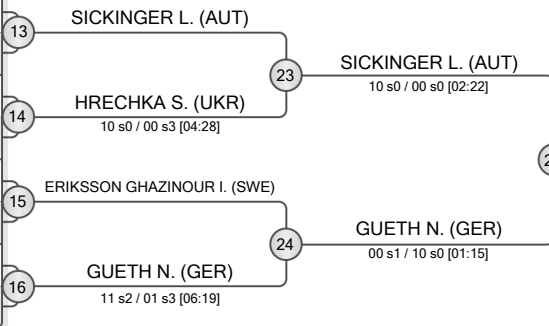 SICKINGER L. (AUT)
13
23
SICKINGER L. (AUT)
10 s0 / 00 s0 [02:22]
HRECHKA S. (UKR)
14
10 s0 / 00 s3 [04:28]
ERIKSSON GHAZINOUR I. (SWE)
15
24
GUETH N. (GER)
00 s1 / 10 s0 [01:15]
GUETH N. (GER)
16
11 s2 / 01 s3 [06:19]